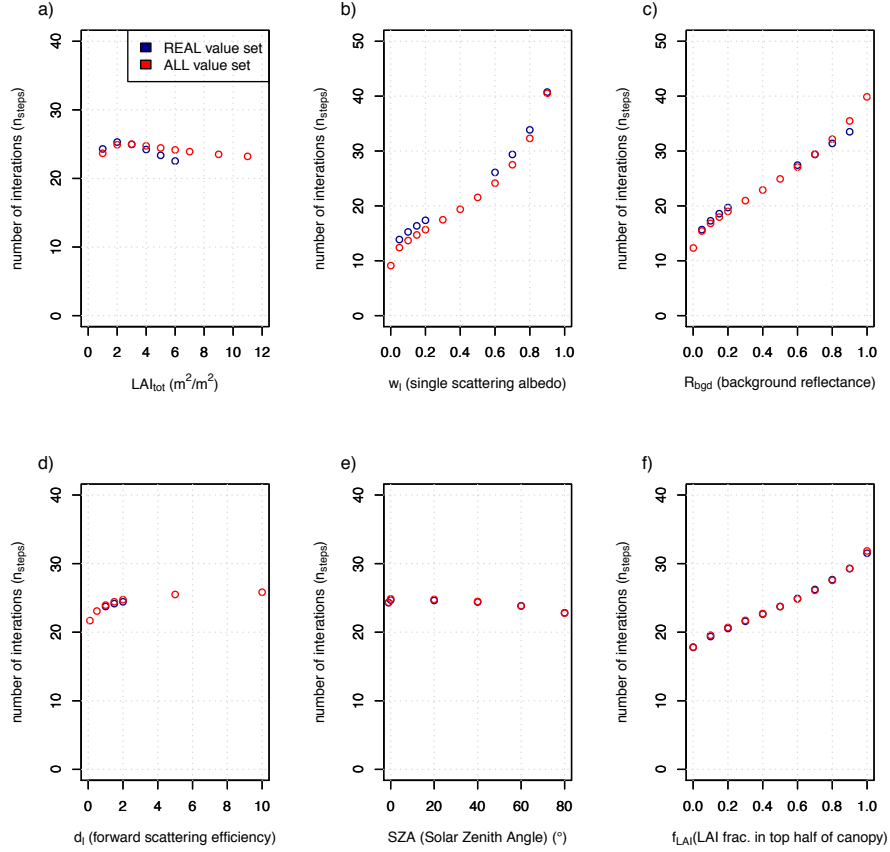 a)
b)
c)
number of interations (nsteps)
0 10 20 30 40
REAL value set
ALL value set
0 2 4 6 8 10 12
LAItot (m²/m²)
number of interations (nsteps)
0 10 20 30 40 50
0.0 0.2 0.4 0.6 0.8 1.0
wl (single scattering albedo)
number of interations (nsteps)
0 10 20 30 40 50
0.0 0.2 0.4 0.6 0.8 1.0
Rbgd (background reflectance)
d)
e)
f)
number of interations (nsteps)
0 10 20 30 40
0 2 4 6 8 10
dl (forward scattering efficiency)
number of interations (nsteps)
0 10 20 30 40
0 20 40 60 80
SZA (Solar Zenith Angle) (°)
number of interations (nsteps)
0 10 20 30 40
0.0 0.2 0.4 0.6 0.8 1.0
fLAI(LAI frac. in top half of canopy)